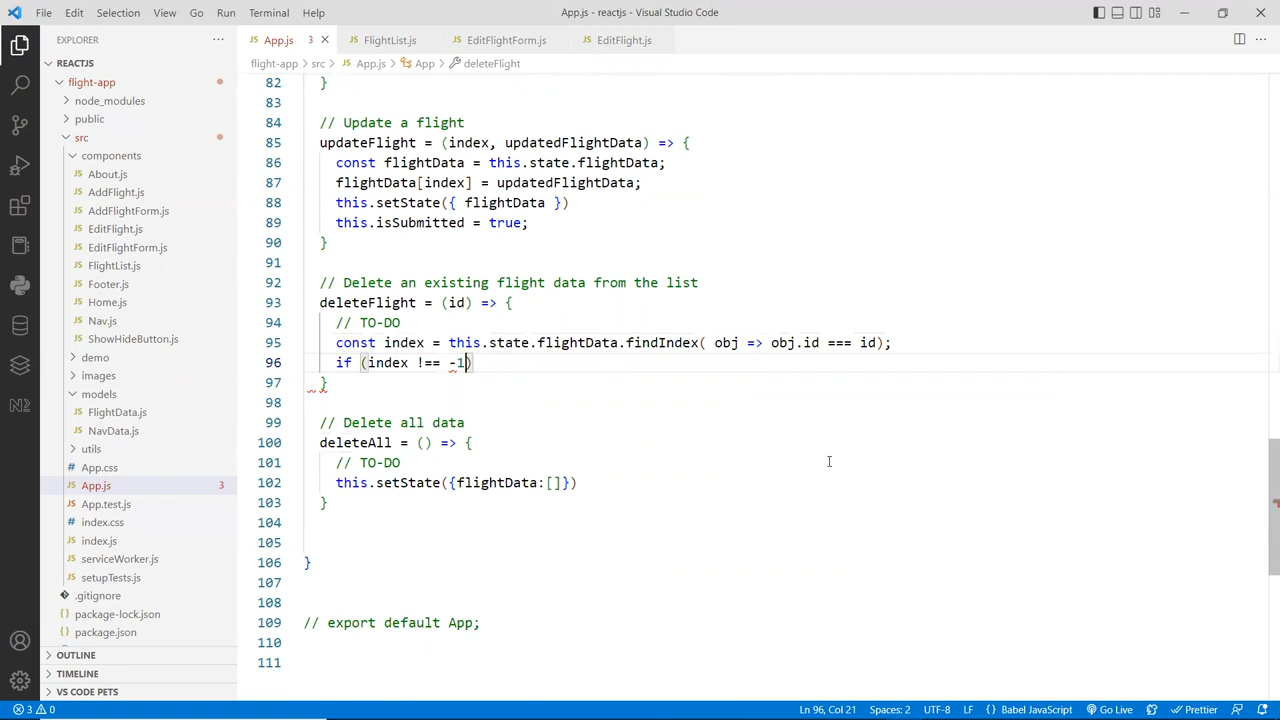 File Edit Selection View Go Run Terminal Help
App.js - reactjs - Visual Studio Code
EXPLORER
REACTJS
flight-app
node_modules
public
src
components
About.js
AddFlight.js
AddFlightForm.js
EditFlight.js
EditFlightForm.js
FlightList.js
Footer.js
Home.js
Nav.js
ShowHideButton.js
demo
images
models
FlightData.js
NavData.js
utils
App.css
App.js 3
App.test.js
index.css
index.js
serviceWorker.js
setupTests.js
.gitignore
package-lock.json
package.json
OUTLINE
TIMELINE
VS CODE PETS
App.js 3 FlightList.js EditFlightForm.js EditFlight.js
flight-app > src > App.js > App > deleteFlight
82 }
83
84 // Update a flight
85 updateFlight = (index, updatedFlightData) => {
86 const flightData = this.state.flightData;
87 flightData[index] = updatedFlightData;
88 this.setState({ flightData })
89 this.isSubmitted = true;
90 }
91
92 // Delete an existing flight data from the list
93 deleteFlight = (id) => {
94 // TO-DO
95 const index = this.state.flightData.findIndex( obj => obj.id === id);
96 if (index !== -1)
97 }
98
99 // Delete all data
100 deleteAll = () => {
101 // TO-DO
102 this.setState({flightData:[]})
103 }
104
105
106 }
107
108
109 // export default App;
110
111
3 0 Ln 96, Col 21 Spaces: 2 UTF-8 LF {} Babel JavaScript Go Live Prettier